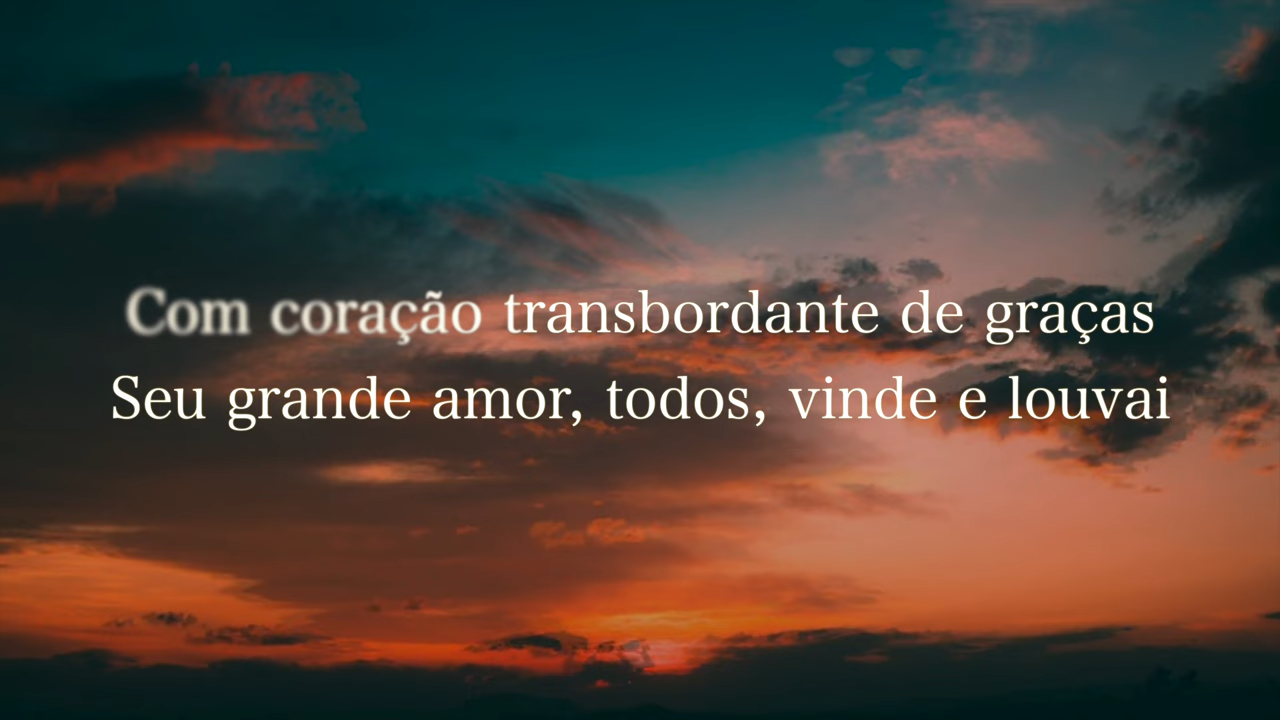 Com coração transbordante de graças
Seu grande amor, todos, vinde e louvai